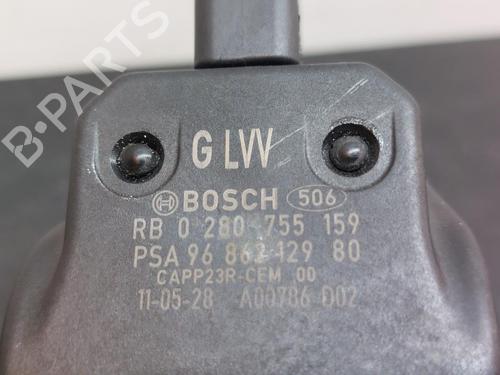 B-PARTS
G LVV
BOSCH 506
RB 0 280 755 159
PSA 96 862 129 80
CAPP23R-CEM 00
11-05-28 A00786 D02